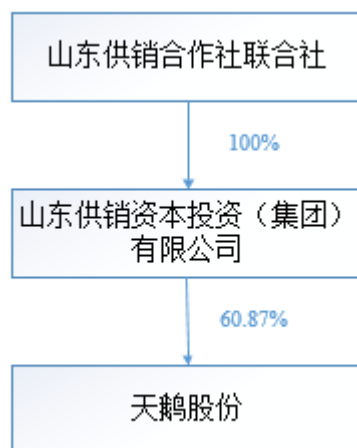 山东供销合作社联合社
100%
山东供销资本投资（集团）
有限公司
60.87%
天鹅股份